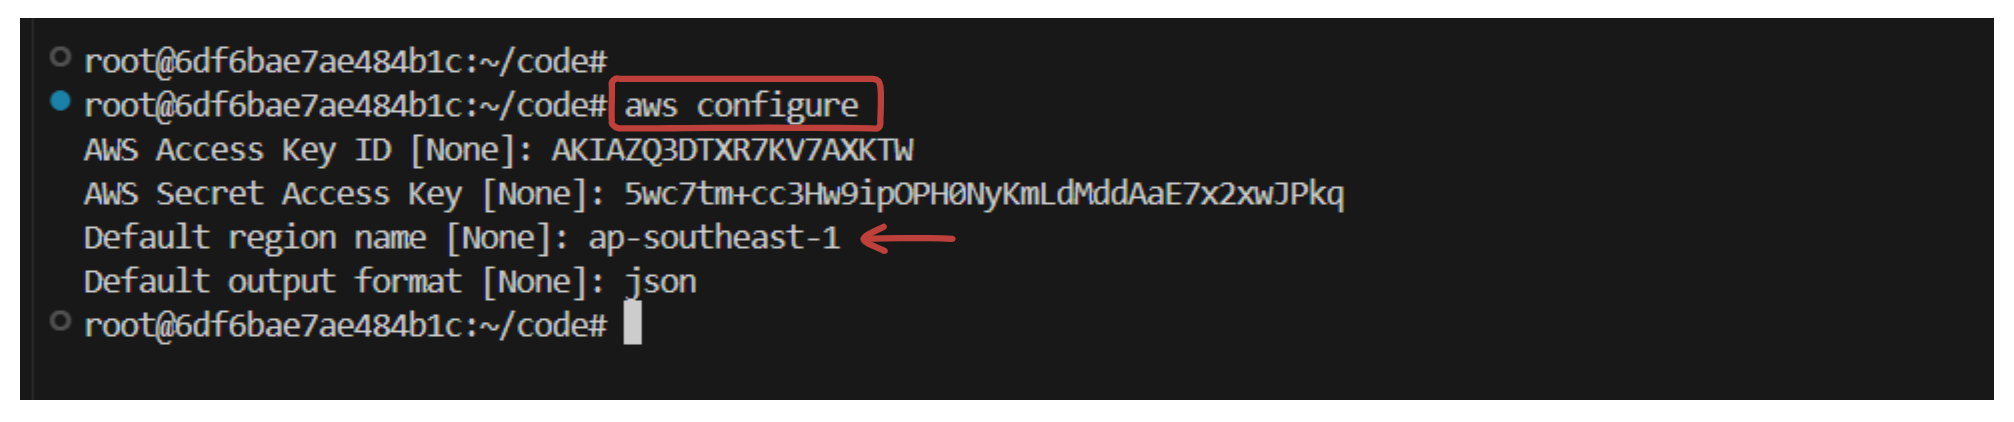 root@6df6bae7ae484b1c:~/code#
root@6df6bae7ae484b1c:~/code# aws configure
AWS Access Key ID [None]: AKIAZQ3DTXR7KV7AXKTW
AWS Secret Access Key [None]: 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
Default region name [None]: ap-southeast-1
Default output format [None]: json
root@6df6bae7ae484b1c:~/code#